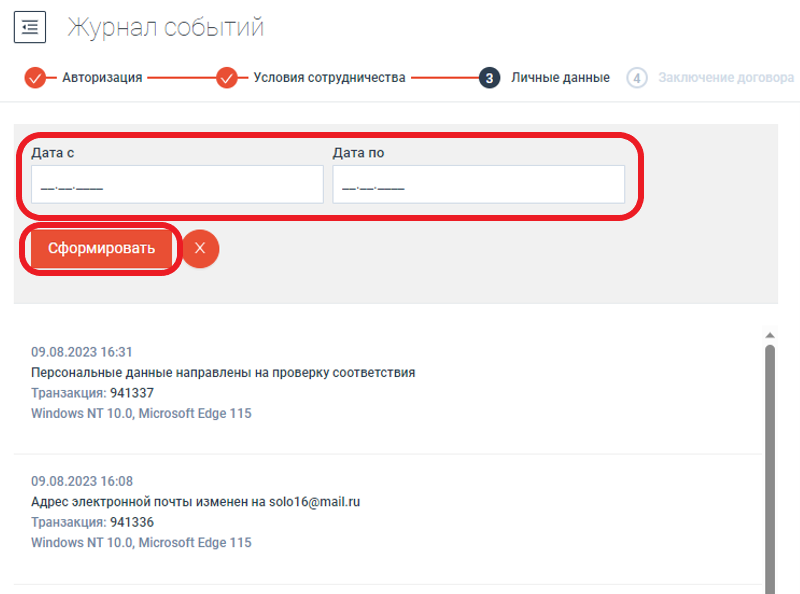 Журнал событий
Авторизация Условия сотрудничества 3 Личные данные 4 Заключение договора
Дата с Дата по
__.__.____ __.__.____
Сформировать X
09.08.2023 16:31
Персональные данные направлены на проверку соответствия
Транзакция: 941337
Windows NT 10.0, Microsoft Edge 115
09.08.2023 16:08
Адрес электронной почты изменен на solo16@mail.ru
Транзакция: 941336
Windows NT 10.0, Microsoft Edge 115